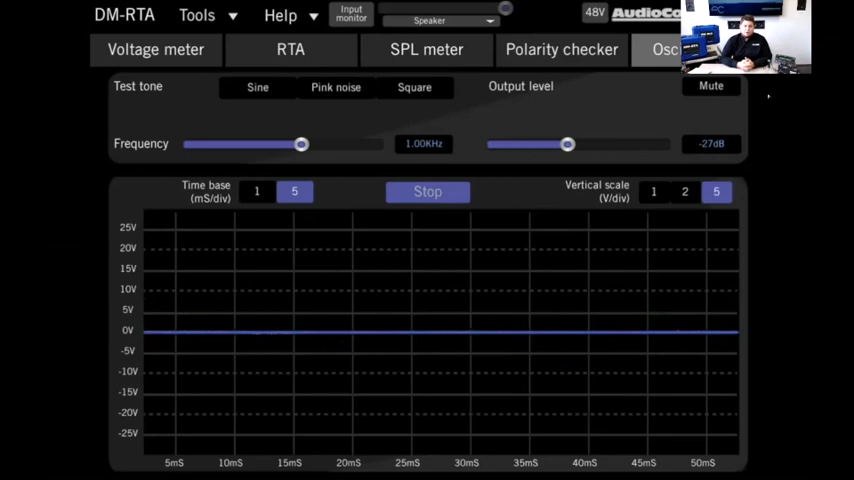 DM-RTA Tools Help Input monitor Speaker 48V AudioCo
Voltage meter RTA SPL meter Polarity checker Osc
Test tone Sine Pink noise Square Output level Mute
Frequency 1.00KHz -27dB
Time base (mS/div) 1 5 Stop Vertical scale (V/div) 1 2 5
25V
20V
15V
10V
5V
0V
-5V
-10V
-15V
-20V
-25V
5mS 10mS 15mS 20mS 25mS 30mS 35mS 40mS 45mS 50mS